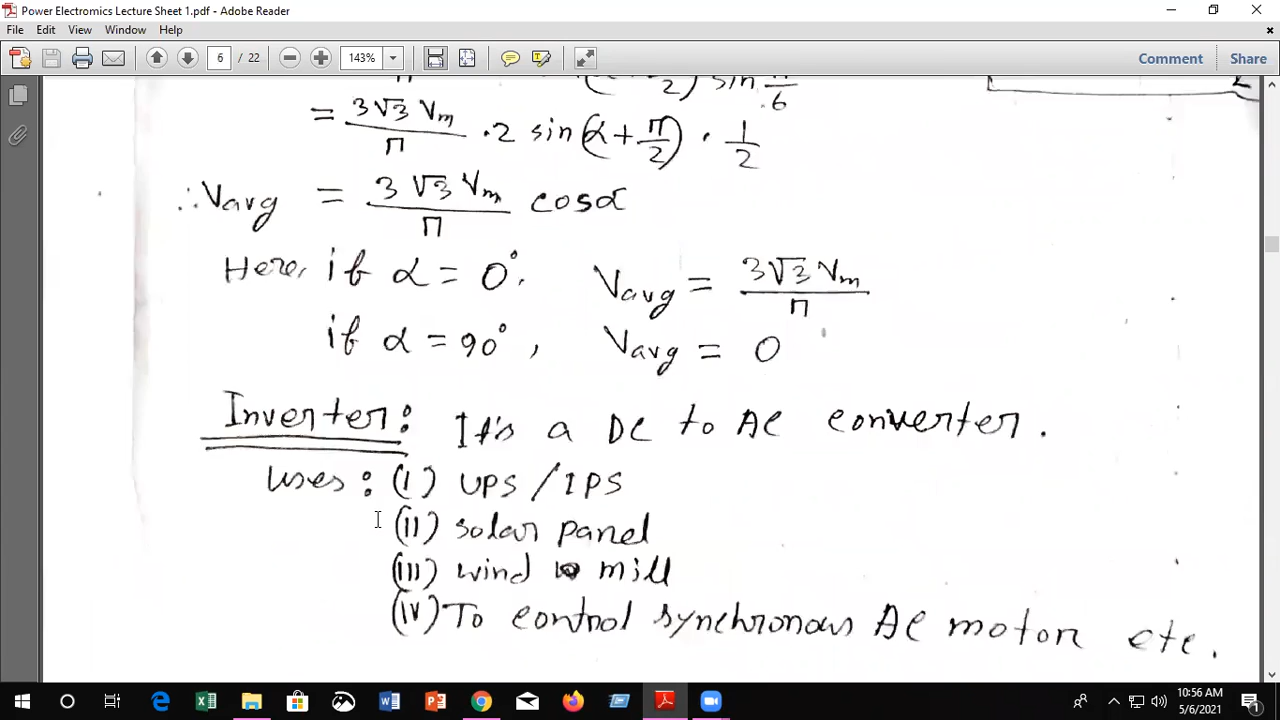 Power Electronics Lecture Sheet 1.pdf - Adobe Reader
File Edit View Window Help
6 / 22 143% Comment Share
= 3√3 Vm / π · 2 sin(α + π/2) · 1/2
∴ Vavg = 3√3 Vm / π cosα
Here, if α = 0°, Vavg = 3√3 Vm / π
if α = 90°, Vavg = 0
Inverter: It's a DC to AC converter.
Uses: (i) UPS / IPS
(ii) solar panel
(iii) wind mill
(iv) To control synchronous AC motor etc.
10:56 AM
5/6/2021